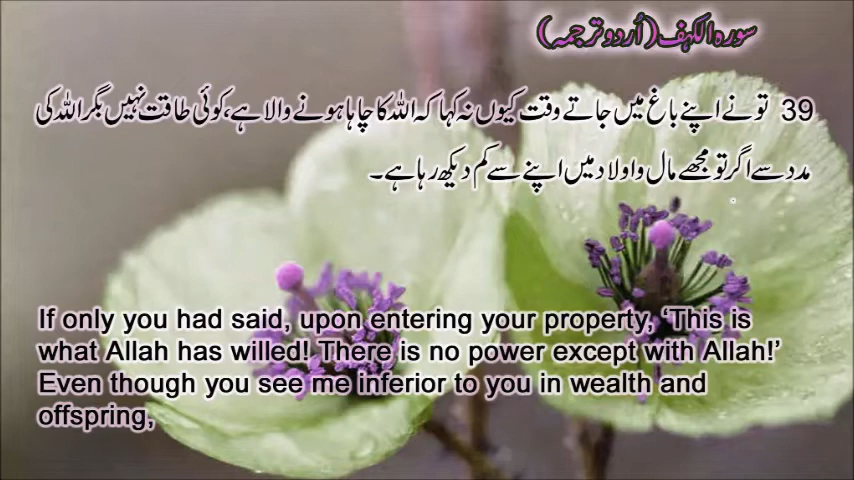 سورہ الکہف (اُردو ترجمہ)
39 تو نے اپنے باغ میں جاتے وقت کیوں نہ کہا کہ اللہ کا چاہا ہونے والا ہے، کوئی طاقت نہیں مگر اللہ کی
مدد سے اگر تو مجھے مال و اولاد میں اپنے سے کم دیکھ رہا ہے۔
If only you had said, upon entering your property, ‘This is
what Allah has willed! There is no power except with Allah!’
Even though you see me inferior to you in wealth and
offspring,